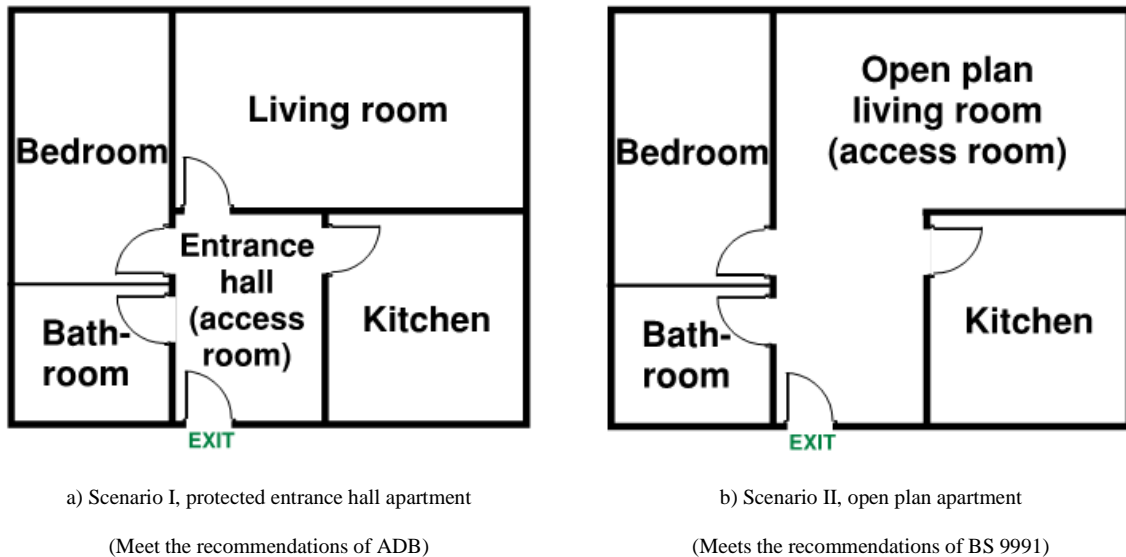 Living room
Bedroom
Entrance
hall
(access
room)
Kitchen
Bath-
room
EXIT
a) Scenario I, protected entrance hall apartment
(Meet the recommendations of ADB)
Open plan
living room
(access room)
Bedroom
Kitchen
Bath-
room
EXIT
b) Scenario II, open plan apartment
(Meets the recommendations of BS 9991)